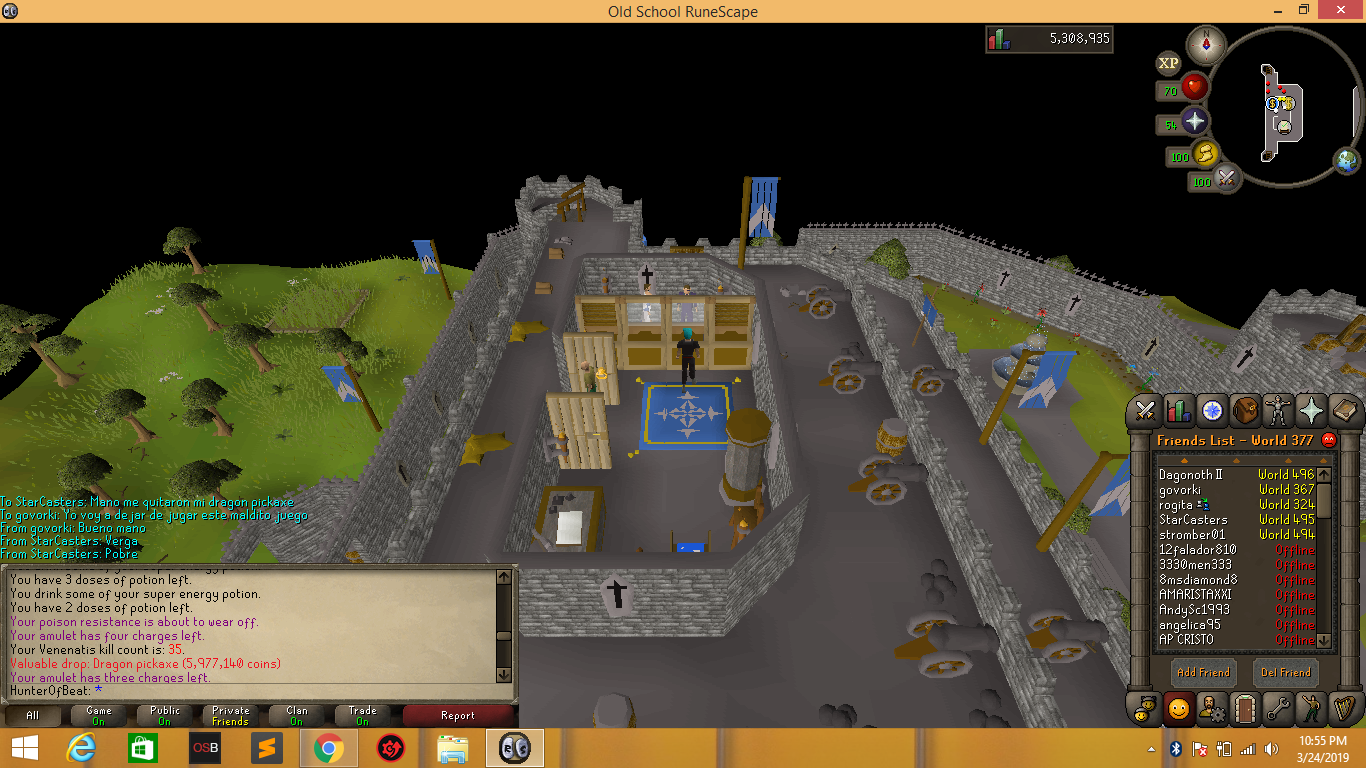 Old School RuneScape
5,308,935
N
XP
70
54
100
100
Friends List - World 377
Dagonoth II World 496
govorki World 367
rogita World 324
StarCasters World 495
stromber01 World 494
12falador810 Offline
3330men333 Offline
8msdiamond8 Offline
AMARISTAXXI Offline
AndySc1993 Offline
angelica95 Offline
AP CRISTO Offline
Add Friend Del Friend
To StarCasters: Mano me quitaron mi dragon pickaxe
To govorki: Yo voy a dejar de jugar este maldito juego
From govorki: Bueno mano
From StarCasters: Verga
From StarCasters: Pobre
You have 3 doses of potion left.
You drink some of your super energy potion.
You have 2 doses of potion left.
Your poison resistance is about to wear off.
Your amulet has four charges left.
Your Venenatis kill count is: 35.
Valuable drop: Dragon pickaxe (5,977,140 coins)
Your amulet has three charges left.
HunterOfBeat: *
All Game On Public On Private Friends Clan On Trade On Report
OSB
10:55 PM
3/24/2019